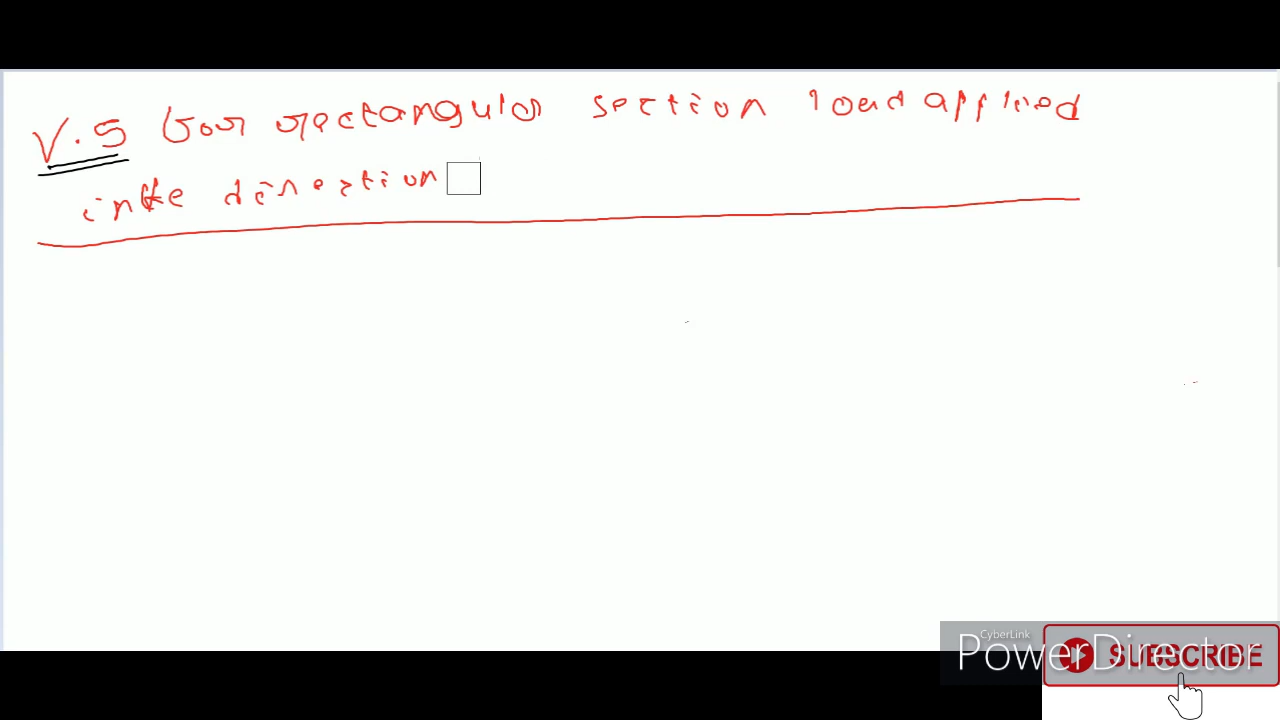 V.S for rectangular section load applied
in the direction
CyberLink
PowerDirector
SUBSCRIBE